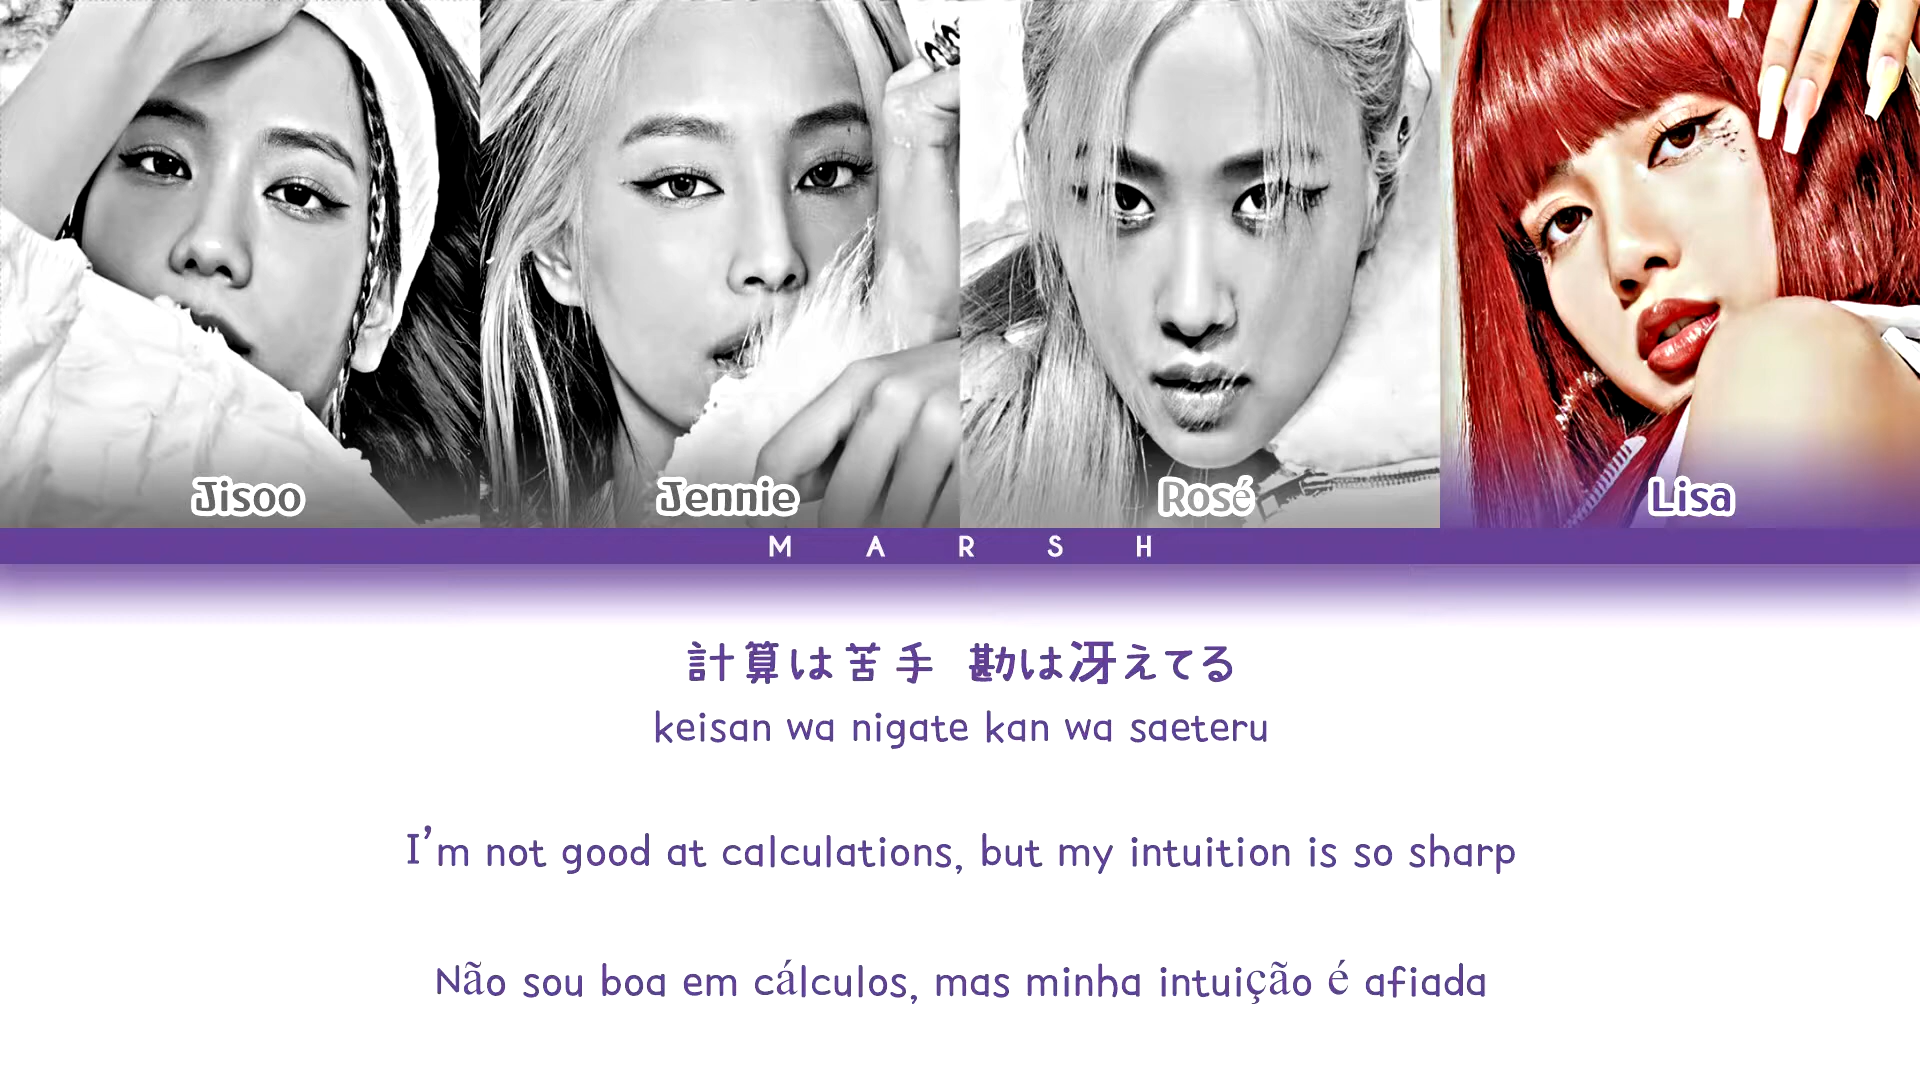 Jisoo
Jennie
Rosé
Lisa
MARSH
計算は苦手 勘は冴えてる
keisan wa nigate kan wa saeteru
I'm not good at calculations, but my intuition is so sharp
Não sou boa em cálculos, mas minha intuição é afiada